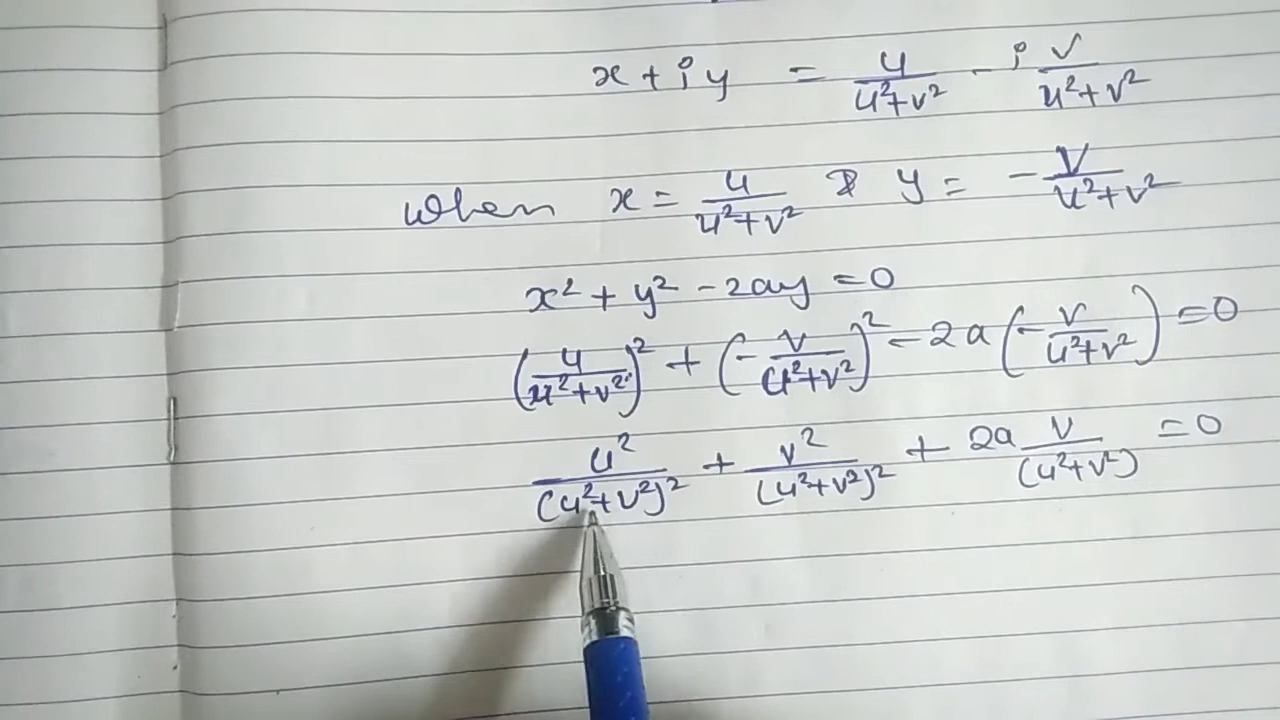 x + iy = u/(u²+v²) - i v/(u²+v²)
when x = u/(u²+v²) & y = - v/(u²+v²)
x² + y² - 2ay = 0
(u/(u²+v²))² + (- v/(u²+v²))² - 2a(- v/(u²+v²)) = 0
u²/(u²+v²)² + v²/(u²+v²)² + 2a v/(u²+v²) = 0